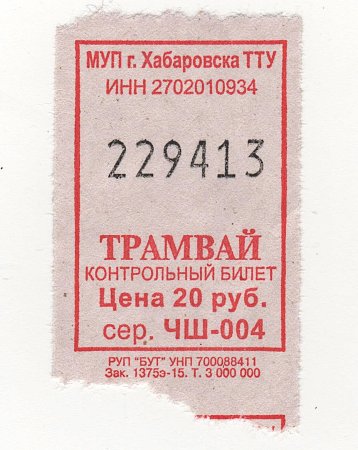 МУП г. Хабаровска ТТУ
ИНН 2702010934
229413
ТРАМВАЙ
КОНТРОЛЬНЫЙ БИЛЕТ
Цена 20 руб.
сер. ЧШ-004
РУП "БУТ" УНП 700088411
Зак. 1375э-15. Т. 3 000 000